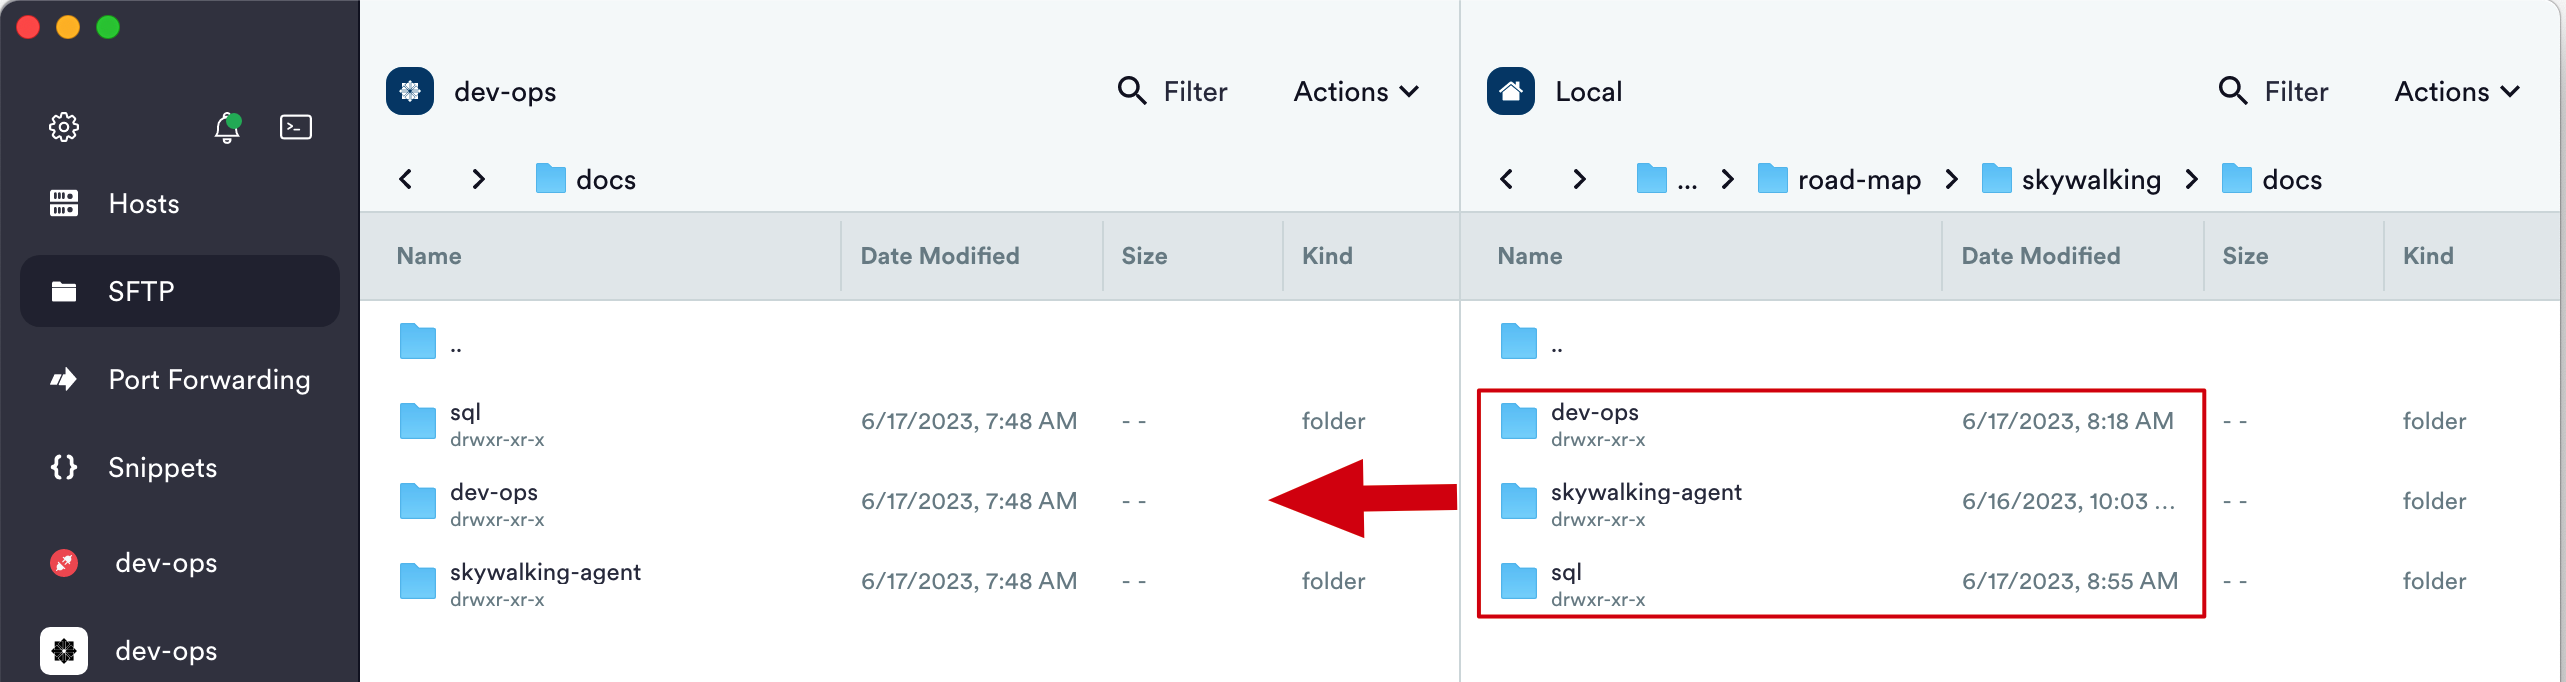 Hosts
SFTP
Port Forwarding
Snippets
dev-ops
dev-ops
dev-ops
Filter
Actions
docs
Name Date Modified Size Kind
..
sql
drwxr-xr-x
6/17/2023, 7:48 AM - - folder
dev-ops
drwxr-xr-x
6/17/2023, 7:48 AM - -
skywalking-agent
drwxr-xr-x
6/17/2023, 7:48 AM - - folder
Local
Filter
Actions
... road-map skywalking docs
Name Date Modified Size Kind
..
dev-ops
drwxr-xr-x
6/17/2023, 8:18 AM - - folder
skywalking-agent
drwxr-xr-x
6/16/2023, 10:03 ... - - folder
sql
drwxr-xr-x
6/17/2023, 8:55 AM - - folder